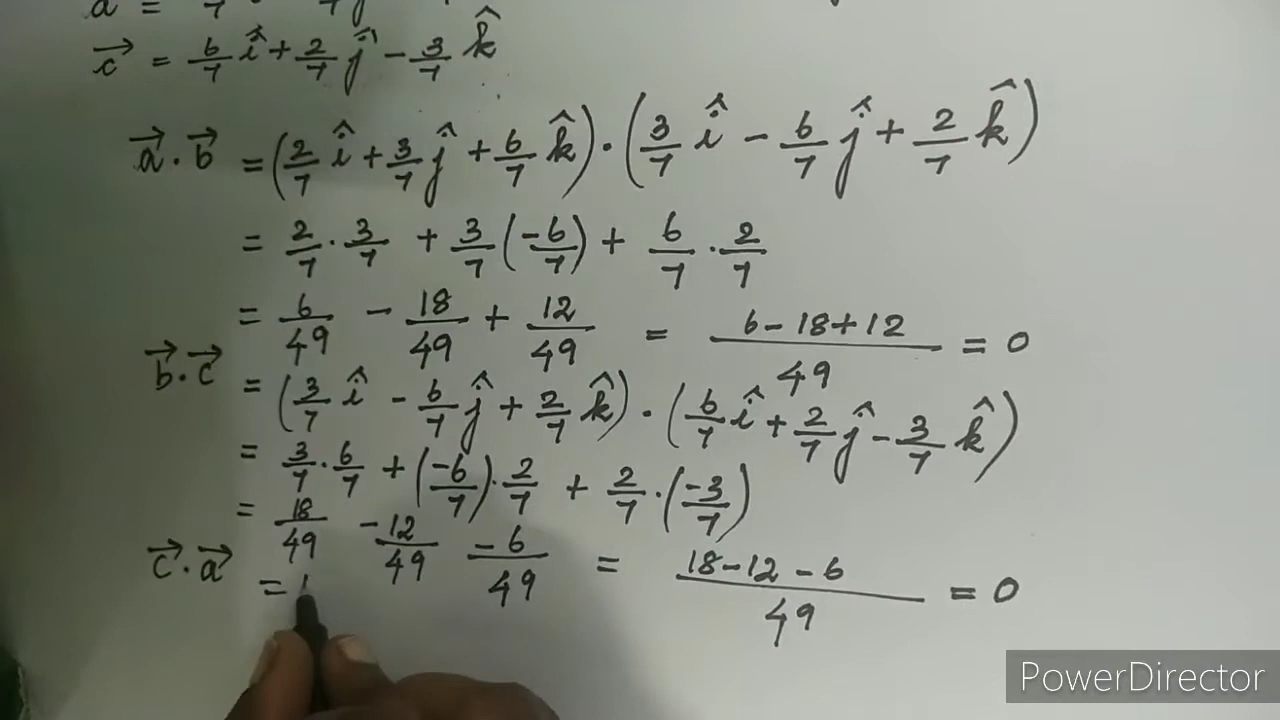 c⃗ = 6/7 î + 2/7 ĵ - 3/7 k̂
a⃗ . b⃗ = (2/7 î + 3/7 ĵ + 6/7 k̂) . (3/7 î - 6/7 ĵ + 2/7 k̂)
= 2/7 . 3/7 + 3/7 (-6/7) + 6/7 . 2/7
= 6/49 - 18/49 + 12/49 = 6-18+12/49 = 0
b⃗ . c⃗ = (3/7 î - 6/7 ĵ + 2/7 k̂) . (6/7 î + 2/7 ĵ - 3/7 k̂)
= 3/7 . 6/7 + (-6/7) . 2/7 + 2/7 . (-3/7)
= 18/49 -12/49 -6/49 = 18-12-6/49 = 0
c⃗ . a⃗ =
PowerDirector